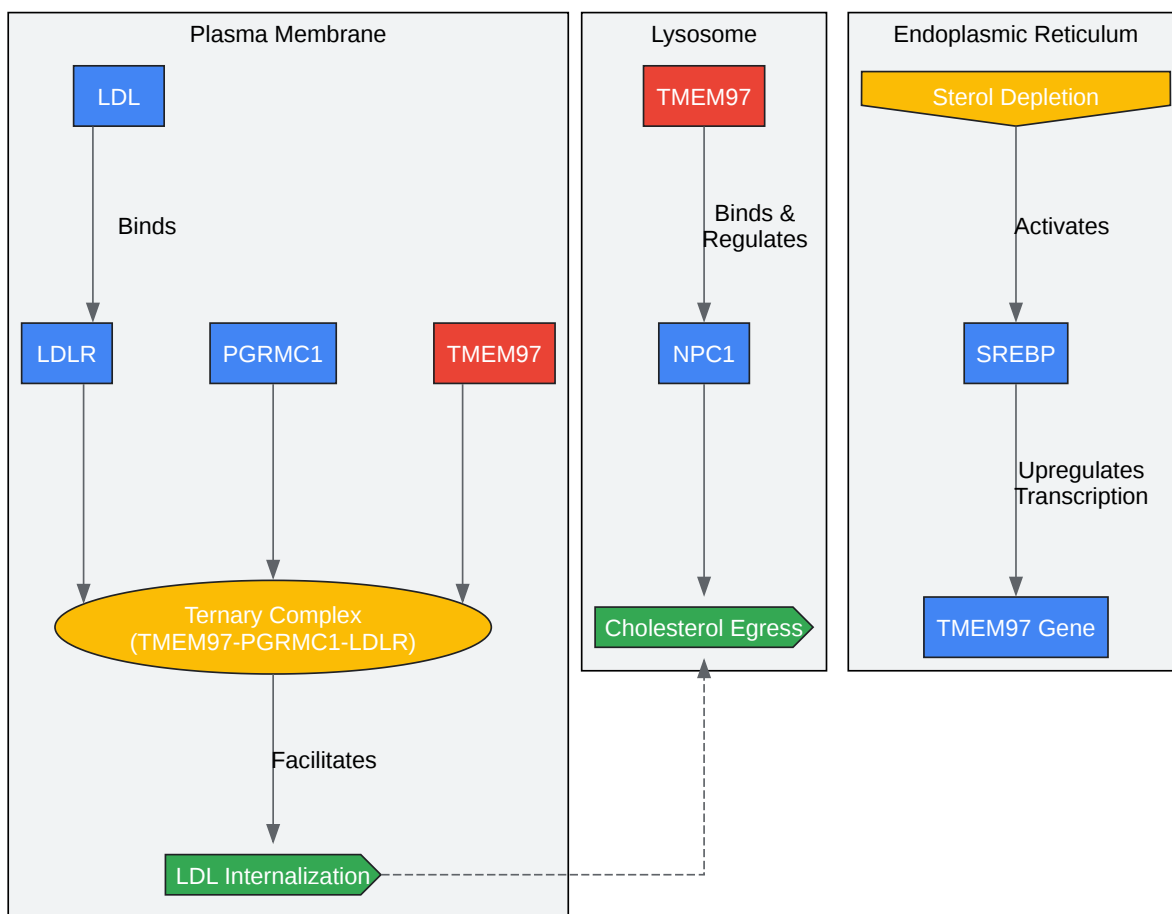 Plasma Membrane
LDL
Binds
LDLR
PGRMC1
TMEM97
Ternary Complex
(TMEM97-PGRMC1-LDLR)
Facilitates
LDL Internalization
Lysosome
TMEM97
Binds &
Regulates
NPC1
Cholesterol Egress
Endoplasmic Reticulum
Sterol Depletion
Activates
SREBP
Upregulates
Transcription
TMEM97 Gene